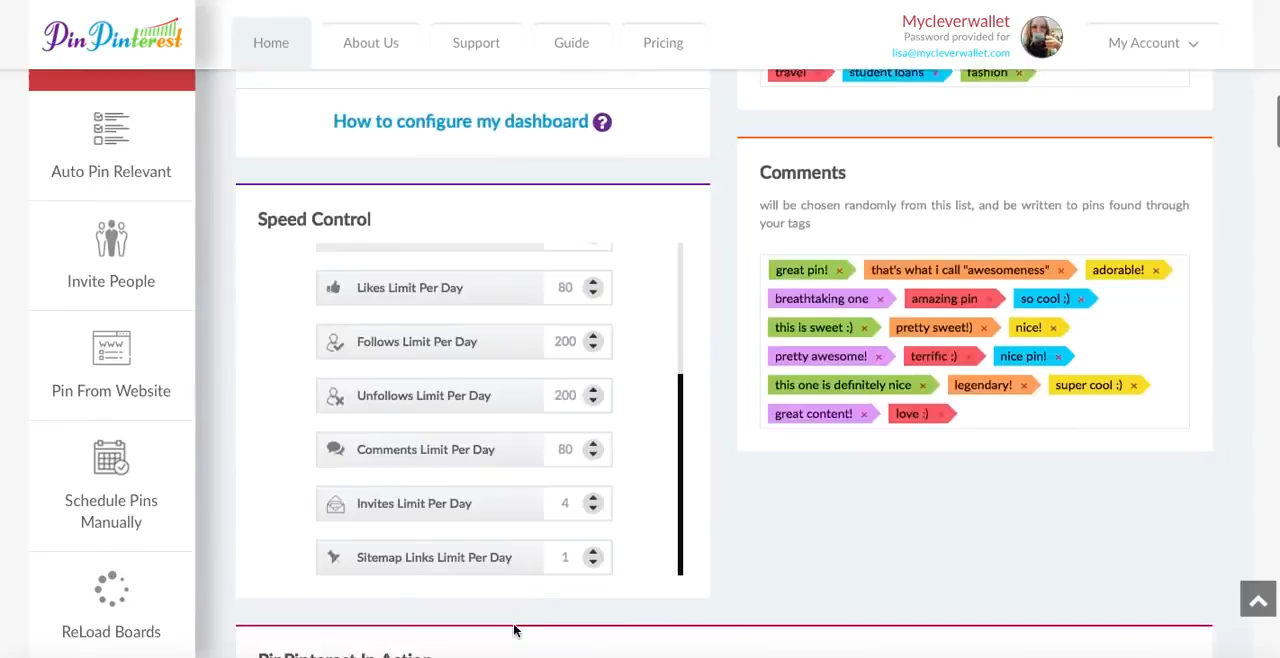 PinPinterest
Home
About Us
Support
Guide
Pricing
Mycleverwallet
Password provided for
lisa@mycleverwallet.com
My Account
Auto Pin Relevant
Invite People
WWW
Pin From Website
Schedule Pins
Manually
ReLoad Boards
How to configure my dashboard ?
Speed Control
Likes Limit Per Day 80
Follows Limit Per Day 200
Unfollows Limit Per Day 200
Comments Limit Per Day 80
Invites Limit Per Day 4
Sitemap Links Limit Per Day 1
travel × student loans × fashion ×
Comments
will be chosen randomly from this list, and be written to pins found through
your tags
great pin! × that's what i call "awesomeness" × adorable! ×
breathtaking one × amazing pin × so cool :) ×
this is sweet :) × pretty sweet!) × nice! ×
pretty awesome! × terrific :) × nice pin! ×
this one is definitely nice × legendary! × super cool :) ×
great content! × love :) ×
PinPinterest In Action